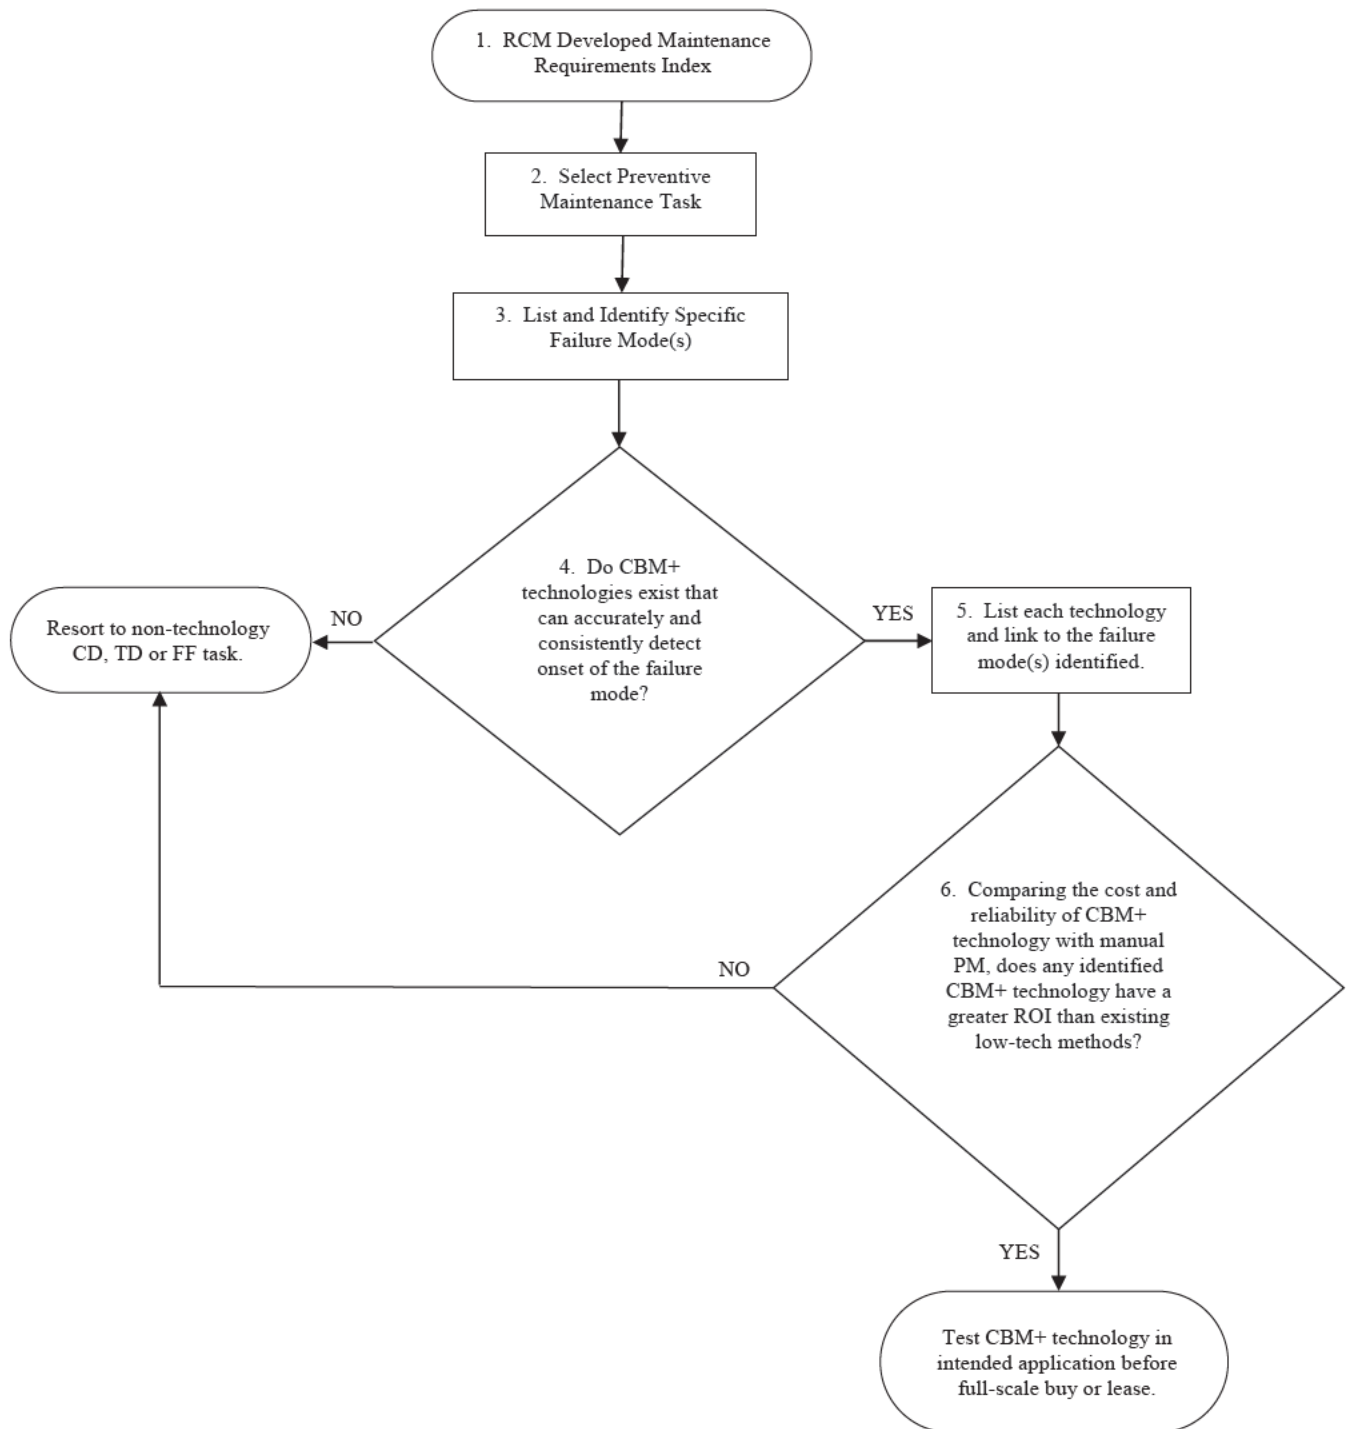 1. RCM Developed Maintenance
Requirements Index
2. Select Preventive
Maintenance Task
3. List and Identify Specific
Failure Mode(s)
4. Do CBM+
technologies exist that
can accurately and
consistently detect
onset of the failure
mode?
NO
Resort to non-technology
CD, TD or FF task.
YES
5. List each technology
and link to the failure
mode(s) identified.
6. Comparing the cost and
reliability of CBM+
technology with manual
PM, does any identified
CBM+ technology have a
greater ROI than existing
low-tech methods?
NO
YES
Test CBM+ technology in
intended application before
full-scale buy or lease.